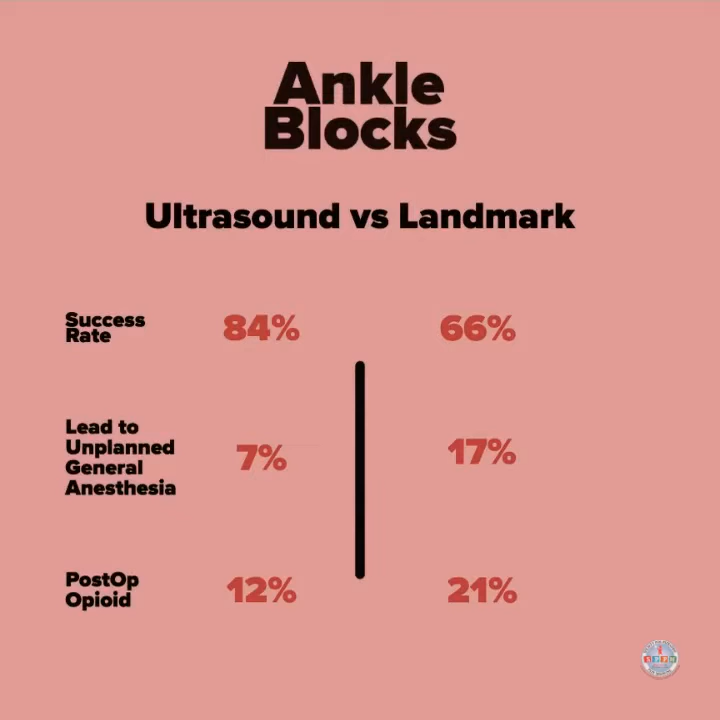 Ankle
Blocks
Ultrasound vs Landmark
Success
Rate
84%
66%
Lead to
Unplanned
General
Anesthesia
7%
17%
PostOp
Opioid
12%
21%